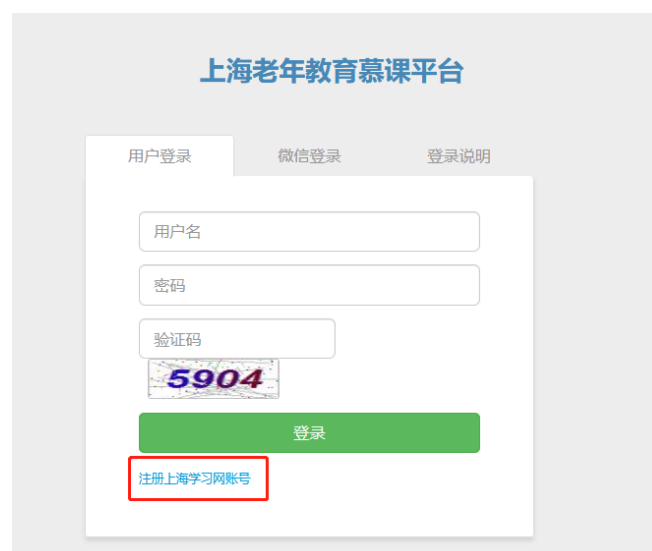 上海老年教育慕课平台
用户登录 微信登录 登录说明
用户名
密码
验证码
5904
登录
注册上海学习网账号